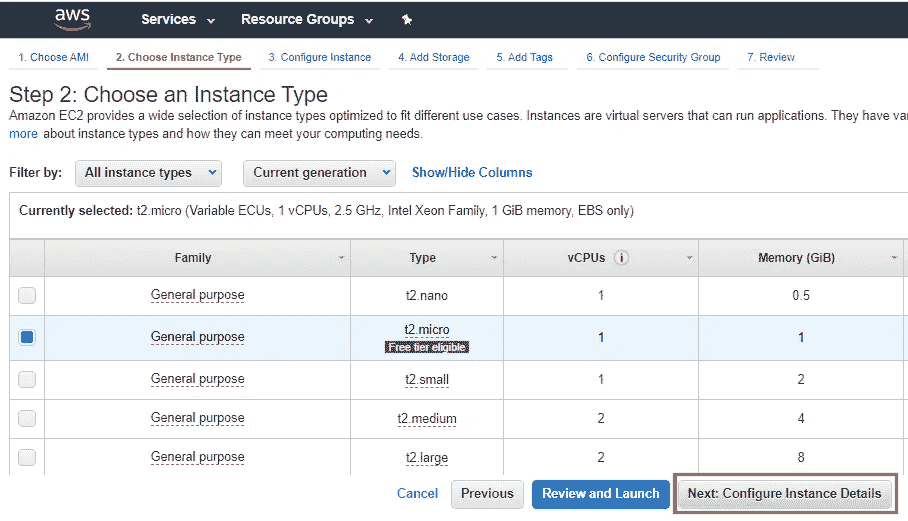 aws Services Resource Groups
1. Choose AMI 2. Choose Instance Type 3. Configure Instance 4. Add Storage 5. Add Tags 6. Configure Security Group 7. Review
Step 2: Choose an Instance Type
Amazon EC2 provides a wide selection of instance types optimized to fit different use cases. Instances are virtual servers that can run applications. They have var
more about instance types and how they can meet your computing needs.
Filter by: All instance types Current generation Show/Hide Columns
Currently selected: t2.micro (Variable ECUs, 1 vCPUs, 2.5 GHz, Intel Xeon Family, 1 GiB memory, EBS only)
Family Type vCPUs i Memory (GiB)
General purpose t2.nano 1 0.5
General purpose t2.micro 1 1
Free tier eligible
General purpose t2.small 1 2
General purpose t2.medium 2 4
General purpose t2.large 2 8
Cancel Previous Review and Launch Next: Configure Instance Details